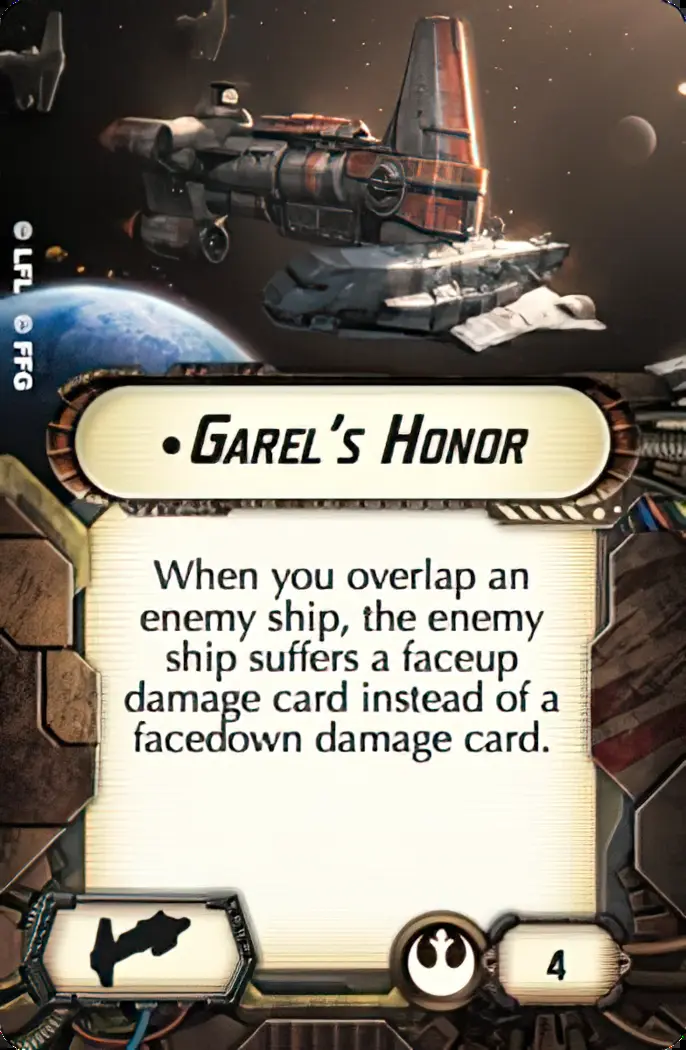 LFL FFG
• GAREL'S HONOR
When you overlap an
enemy ship, the enemy
ship suffers a faceup
damage card instead of a
facedown damage card.
4